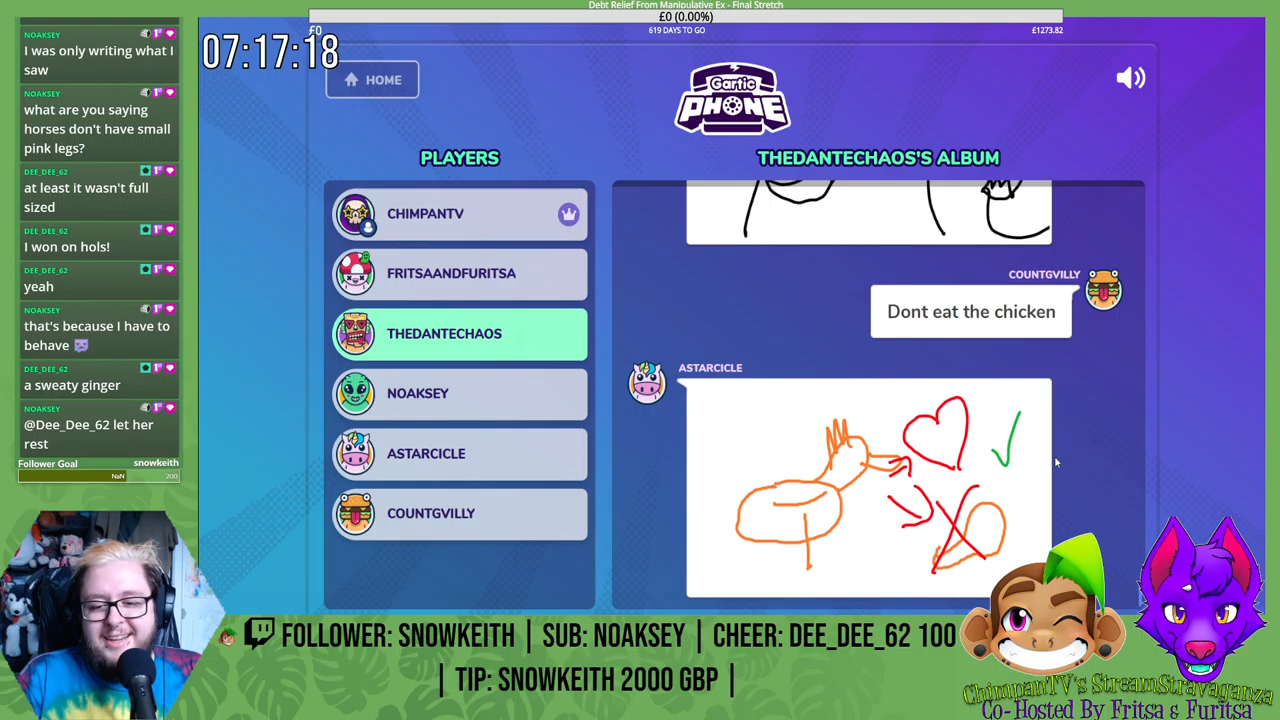 Debt Relief From Manipulative Ex - Final Stretch
£0 (0.00%)
£0
619 DAYS TO GO
£1273.82
07:17:18
NOAKSEY
I was only writing what I
saw
NOAKSEY
what are you saying
horses don't have small
pink legs?
DEE_DEE_62
at least it wasn't full
sized
DEE_DEE_62
I won on hols!
DEE_DEE_62
yeah
NOAKSEY
that's because I have to
behave
DEE_DEE_62
a sweaty ginger
NOAKSEY
@Dee_Dee_62 let her
rest
Follower Goal
snowkeith
NaN
200
HOME
Gartic
PHONE
PLAYERS
CHIMPANTV
FRITSAANDFURITSA
THEDANTECHAOS
NOAKSEY
ASTARCICLE
COUNTGVILLY
THEDANTECHAOS'S ALBUM
COUNTGVILLY
Dont eat the chicken
ASTARCICLE
FOLLOWER: SNOWKEITH | SUB: NOAKSEY | CHEER: DEE_DEE_62 100
| TIP: SNOWKEITH 2000 GBP |
ChimpanTV's StreamStravaganza
Co-Hosted By Fritsa & Furitsa